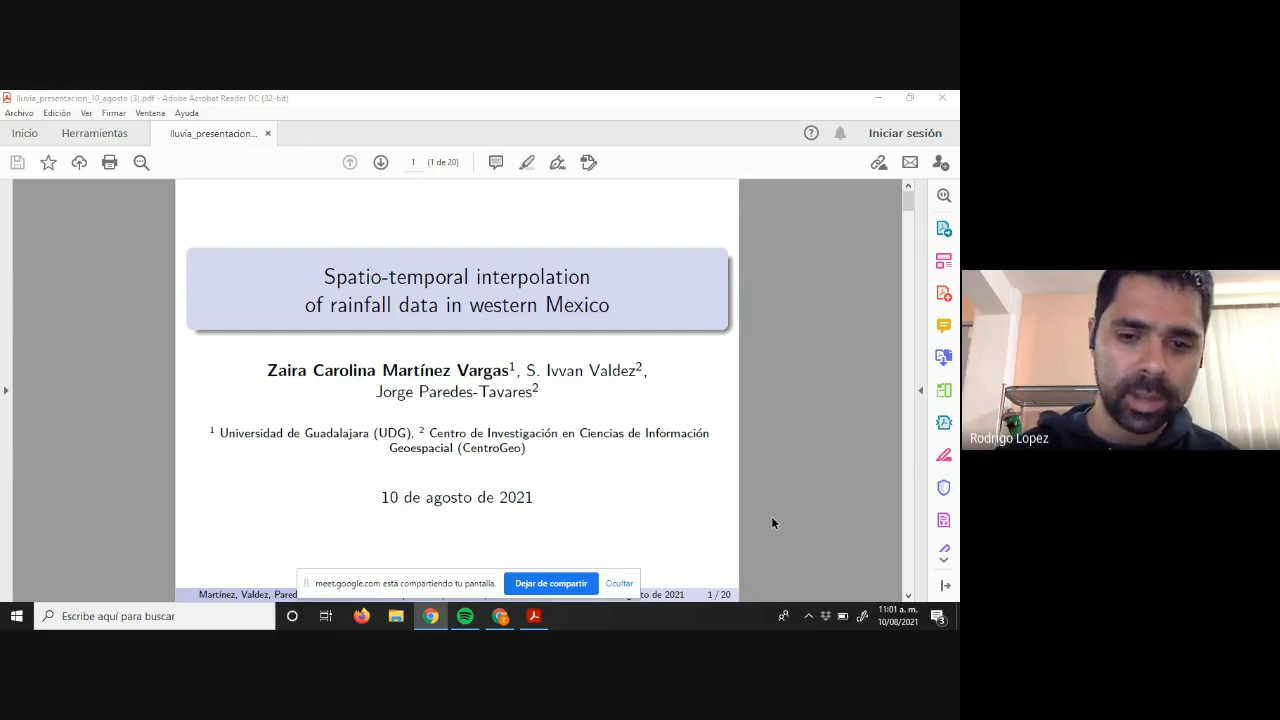 lluvia_presentacion_10_agosto (3).pdf - Adobe Acrobat Reader DC (32-bit)
Archivo Edición Ver Firmar Ventana Ayuda
Inicio Herramientas lluvia_presentacion... × Iniciar sesión
1 (1 de 20)
Spatio-temporal interpolation
of rainfall data in western Mexico
Zaira Carolina Martínez Vargas¹, S. Ivvan Valdez²,
Jorge Paredes-Tavares²
¹ Universidad de Guadalajara (UDG), ² Centro de Investigación en Ciencias de Información
Geoespacial (CentroGeo)
10 de agosto de 2021
Rodrigo Lopez
meet.google.com está compartiendo tu pantalla. Dejar de compartir Ocultar
Martínez, Valdez, Pared to de 2021 1 / 20
Escribe aquí para buscar
11:01 a. m.
10/08/2021
3